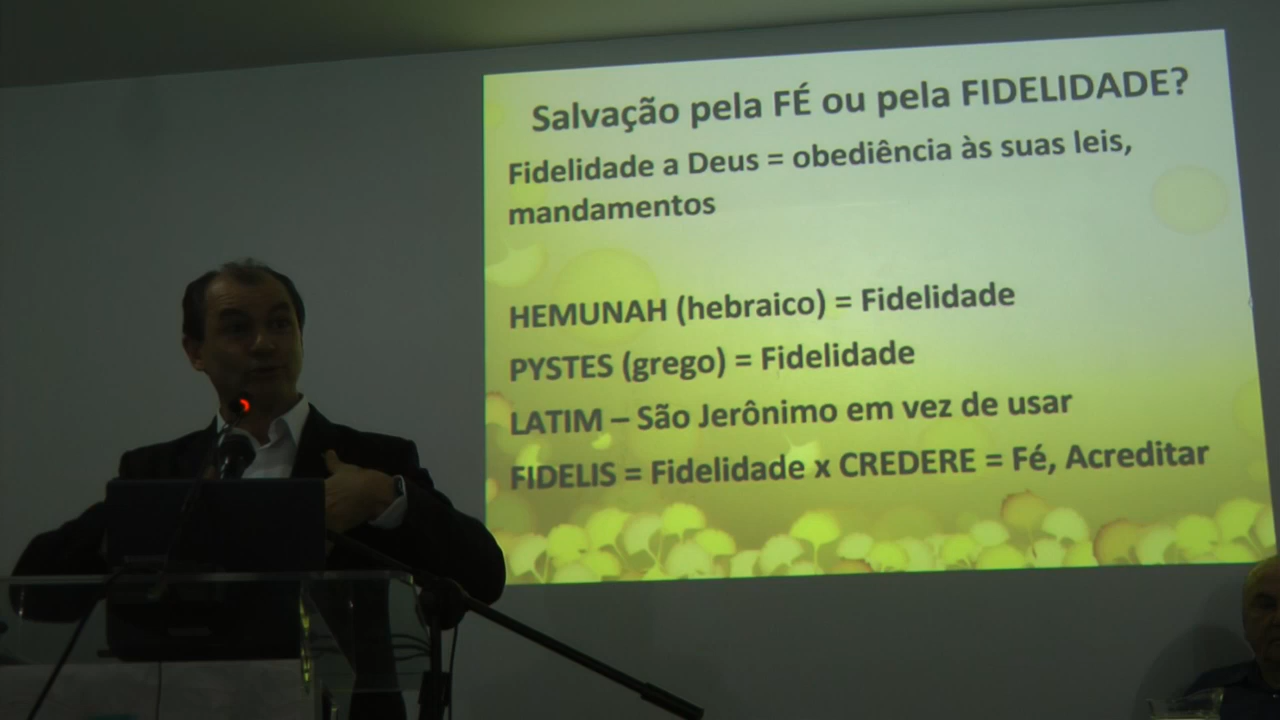 Salvação pela FÉ ou pela FIDELIDADE?
Fidelidade a Deus = obediência às suas leis,
mandamentos
HEMUNAH (hebraico) = Fidelidade
PYSTES (grego) = Fidelidade
LATIM – São Jerônimo em vez de usar
FIDELIS = Fidelidade x CREDERE = Fé, Acreditar